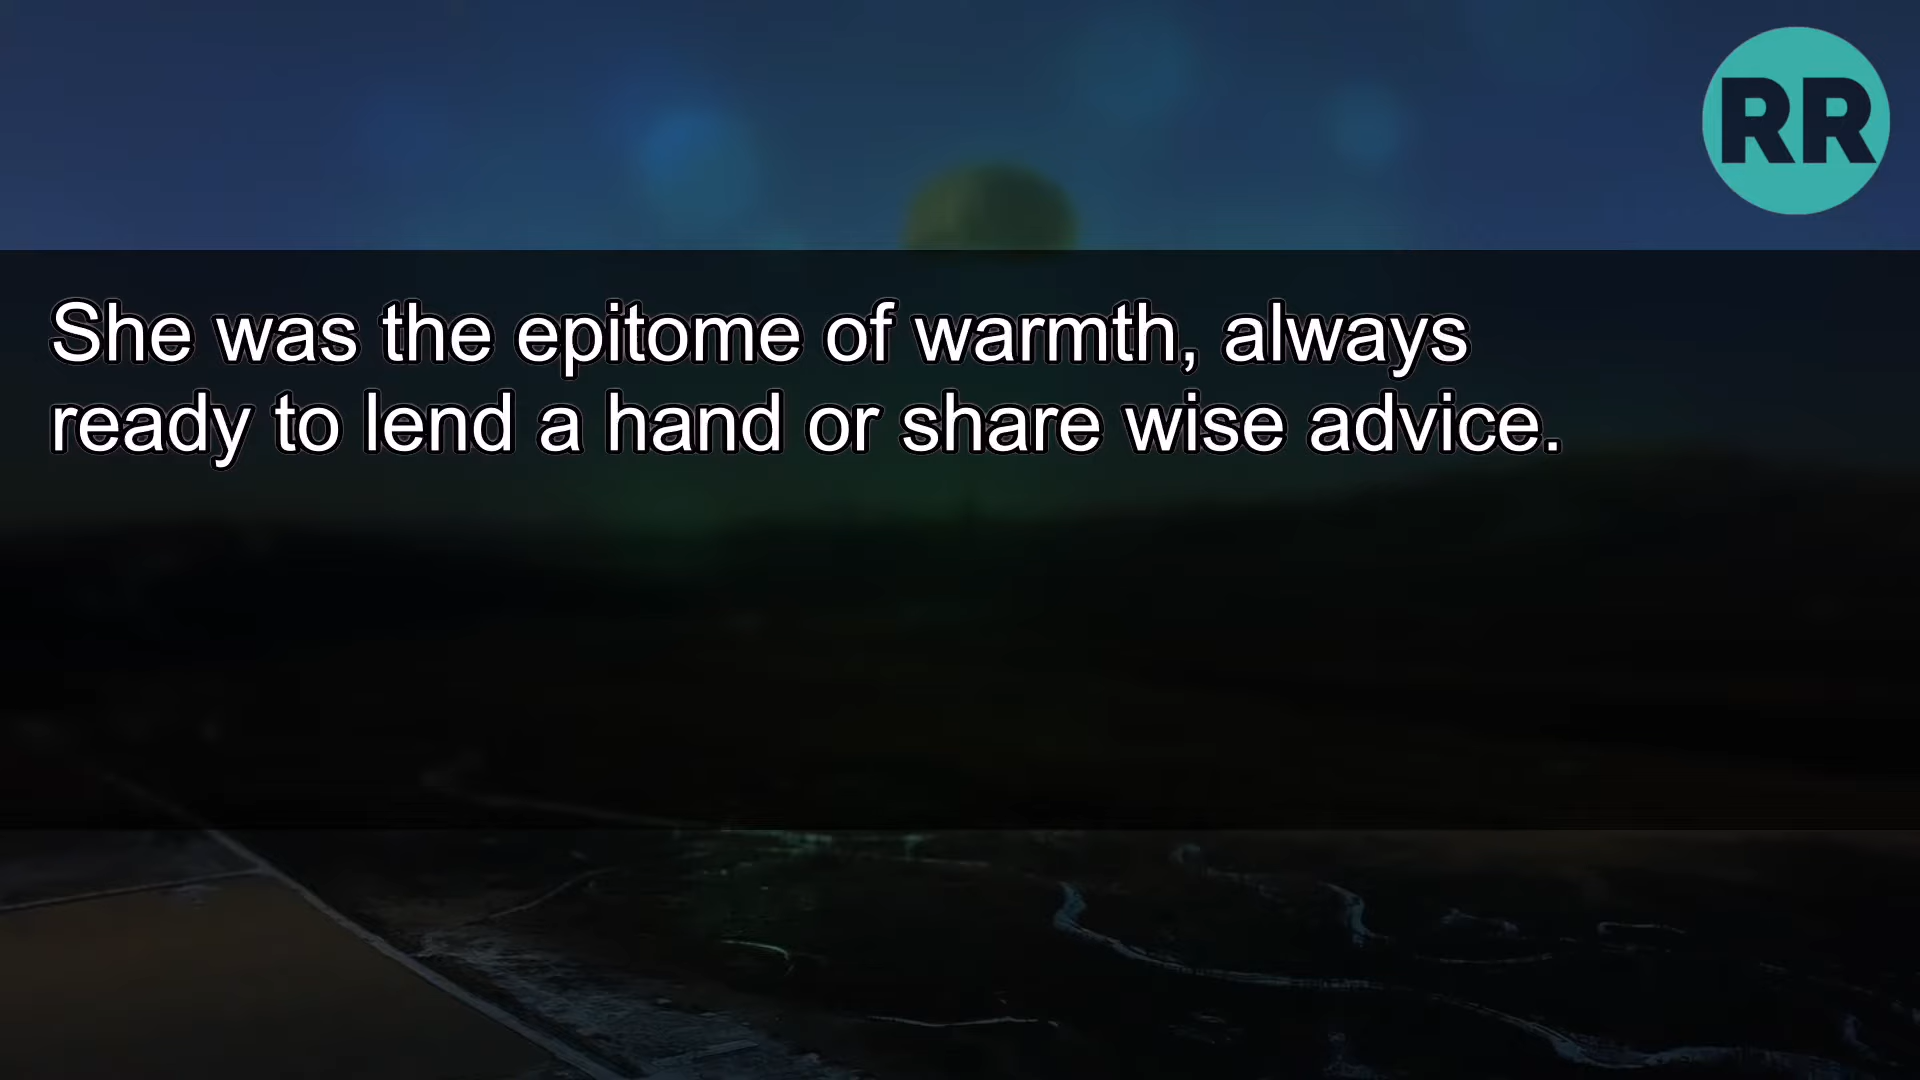 RR
She was the epitome of warmth, always
ready to lend a hand or share wise advice.